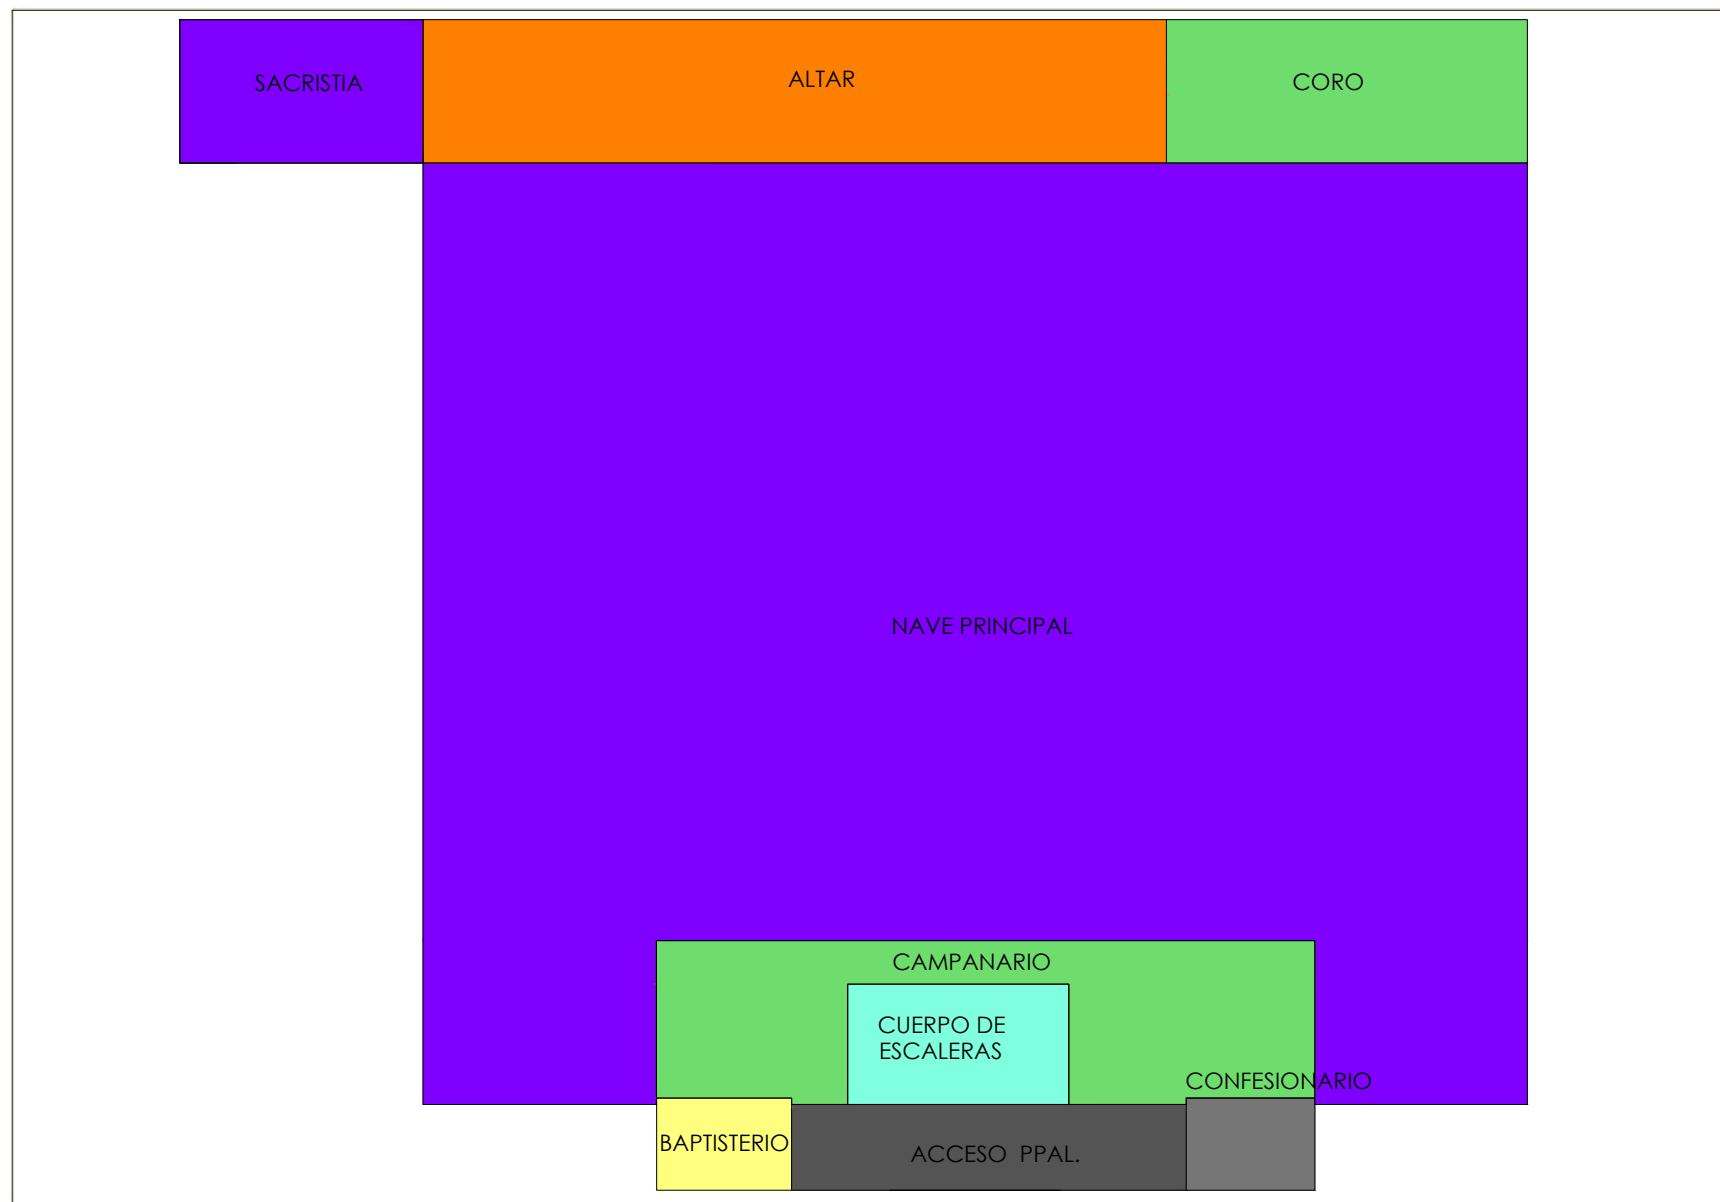 SACRISTIA
ALTAR
CORO
NAVE PRINCIPAL
CAMPANARIO
CUERPO DE
ESCALERAS
CONFESIONARIO
BAPTISTERIO
ACCESO PPAL.